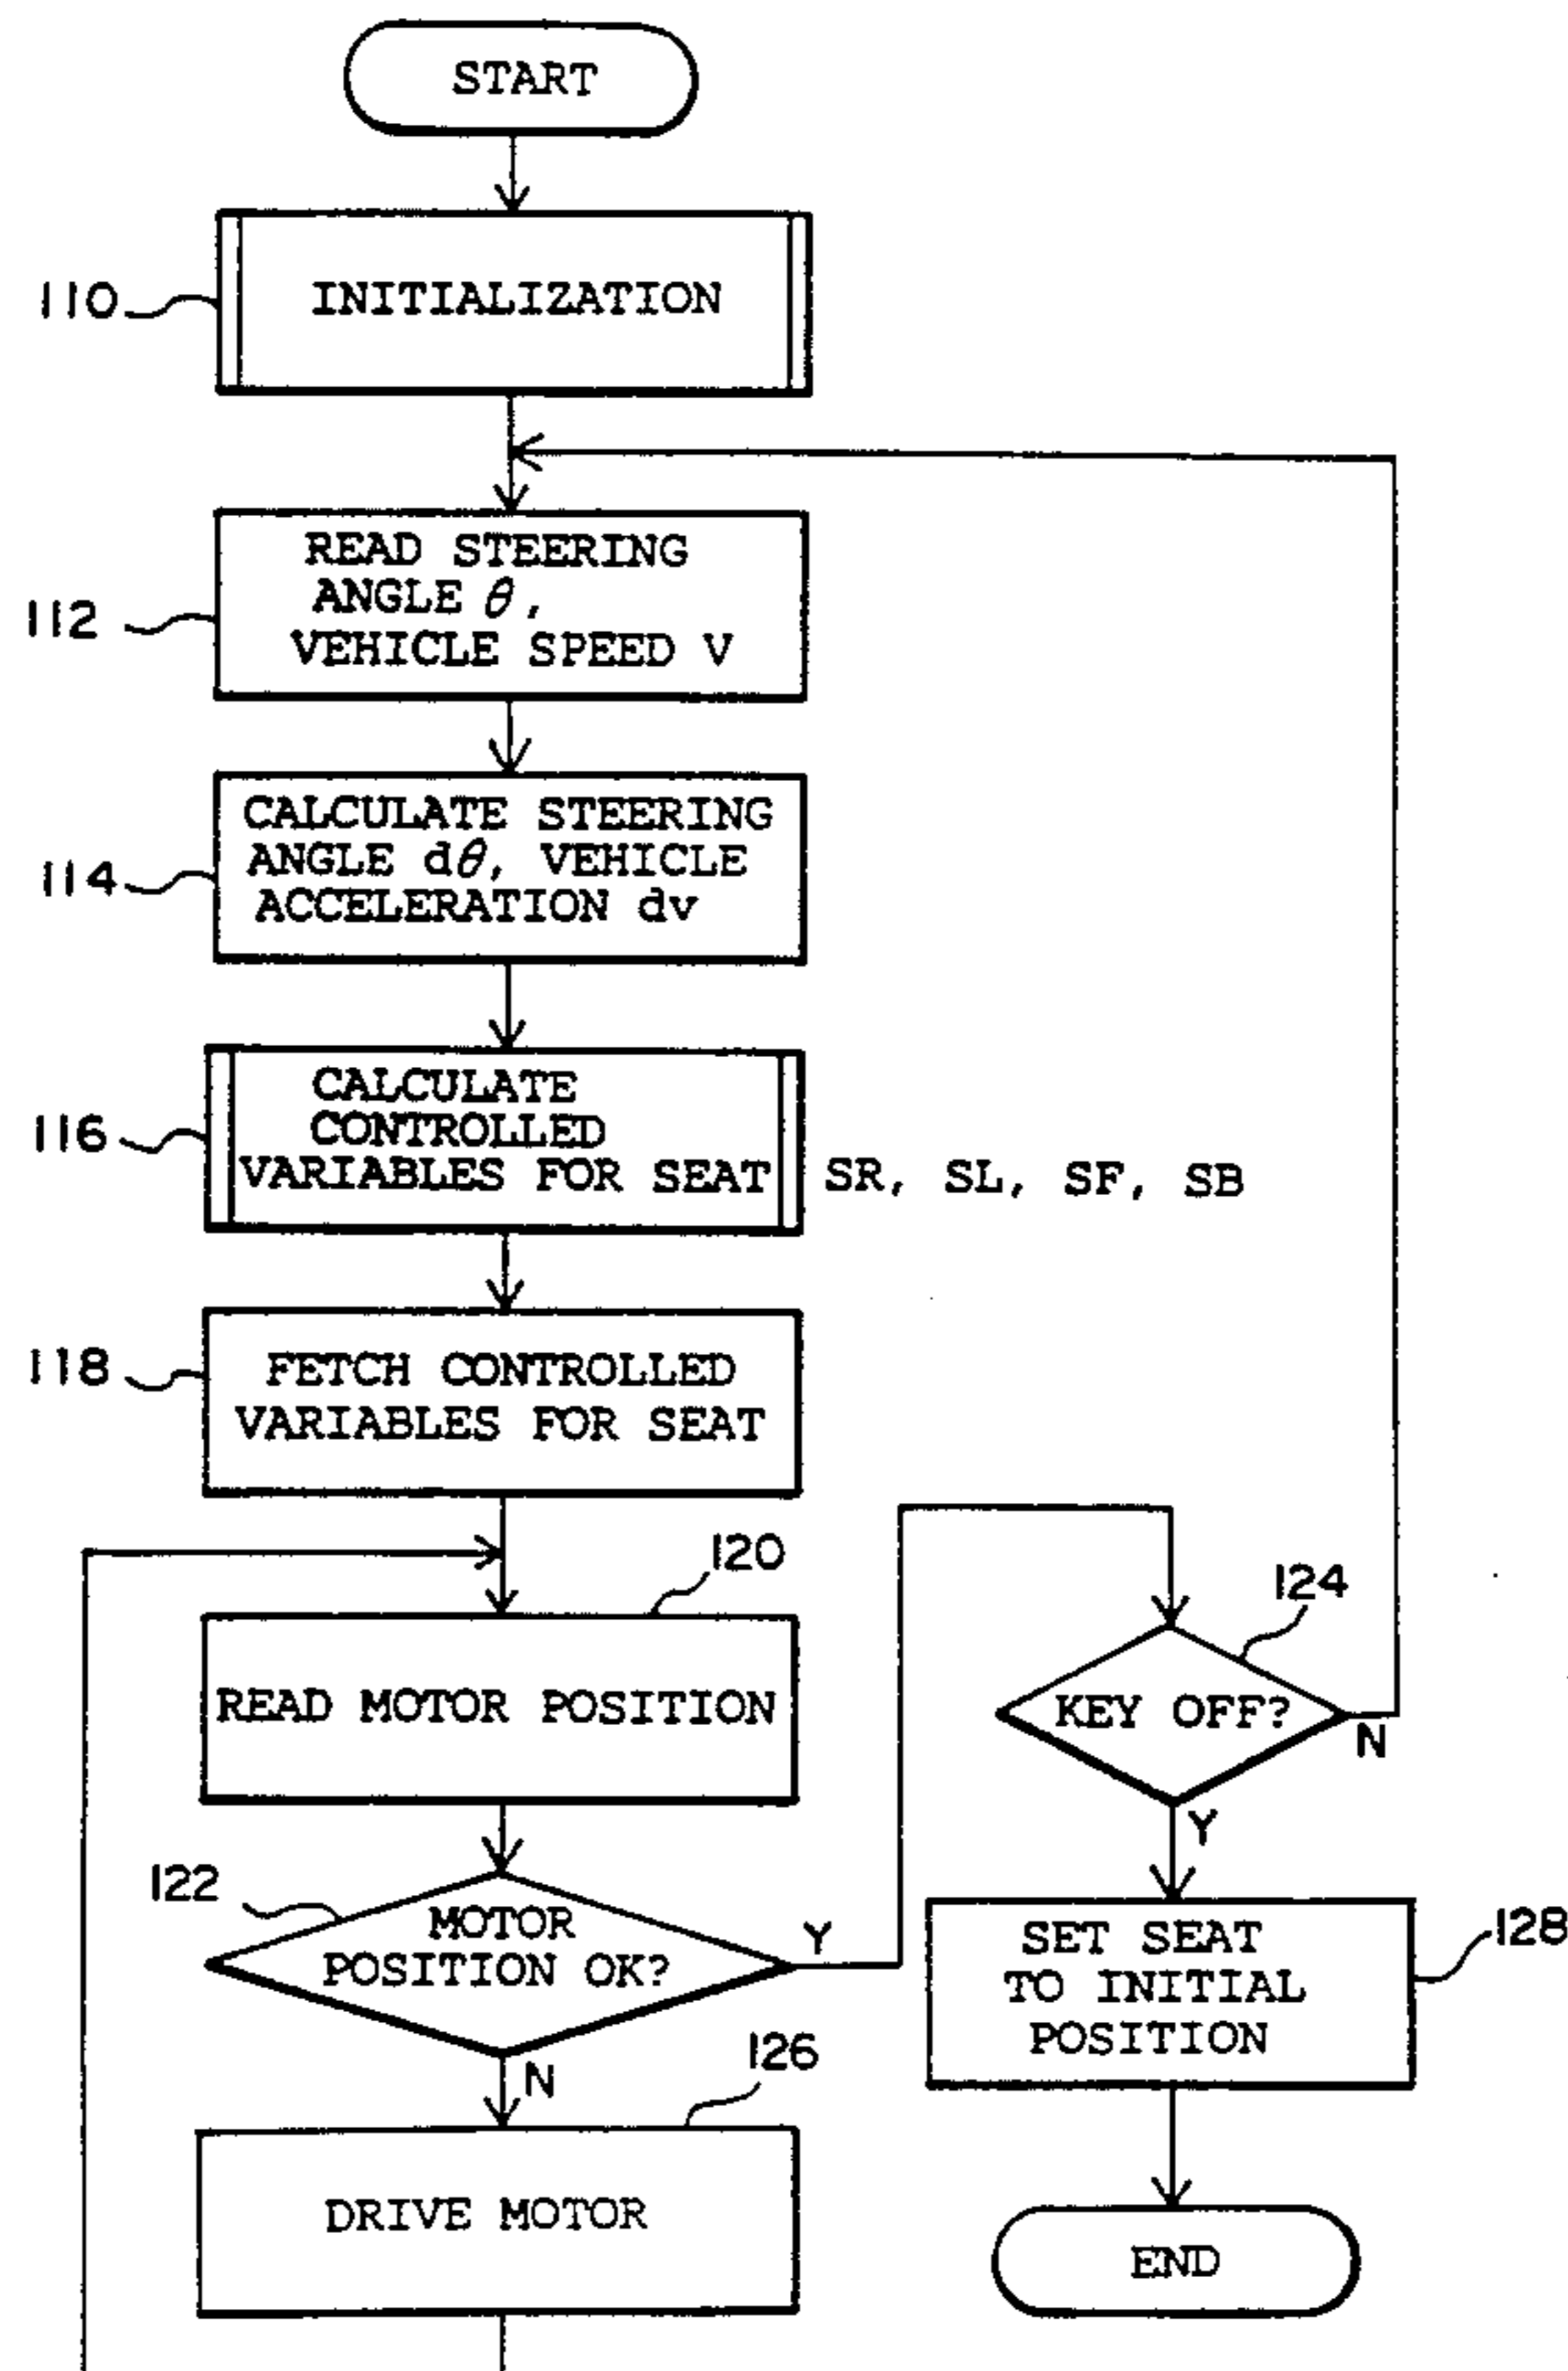 START
110
INITIALIZATION
112
READ STEERING
ANGLE θ,
VEHICLE SPEED V
114
CALCULATE STEERING
ANGLE dθ, VEHICLE
ACCELERATION dv
116
CALCULATE
CONTROLLED
VARIABLES FOR SEAT
SR, SL, SF, SB
118
FETCH CONTROLLED
VARIABLES FOR SEAT
120
READ MOTOR POSITION
122
MOTOR
POSITION OK?
Y
N
126
DRIVE MOTOR
124
KEY OFF?
N
Y
128
SET SEAT
TO INITIAL
POSITION
END